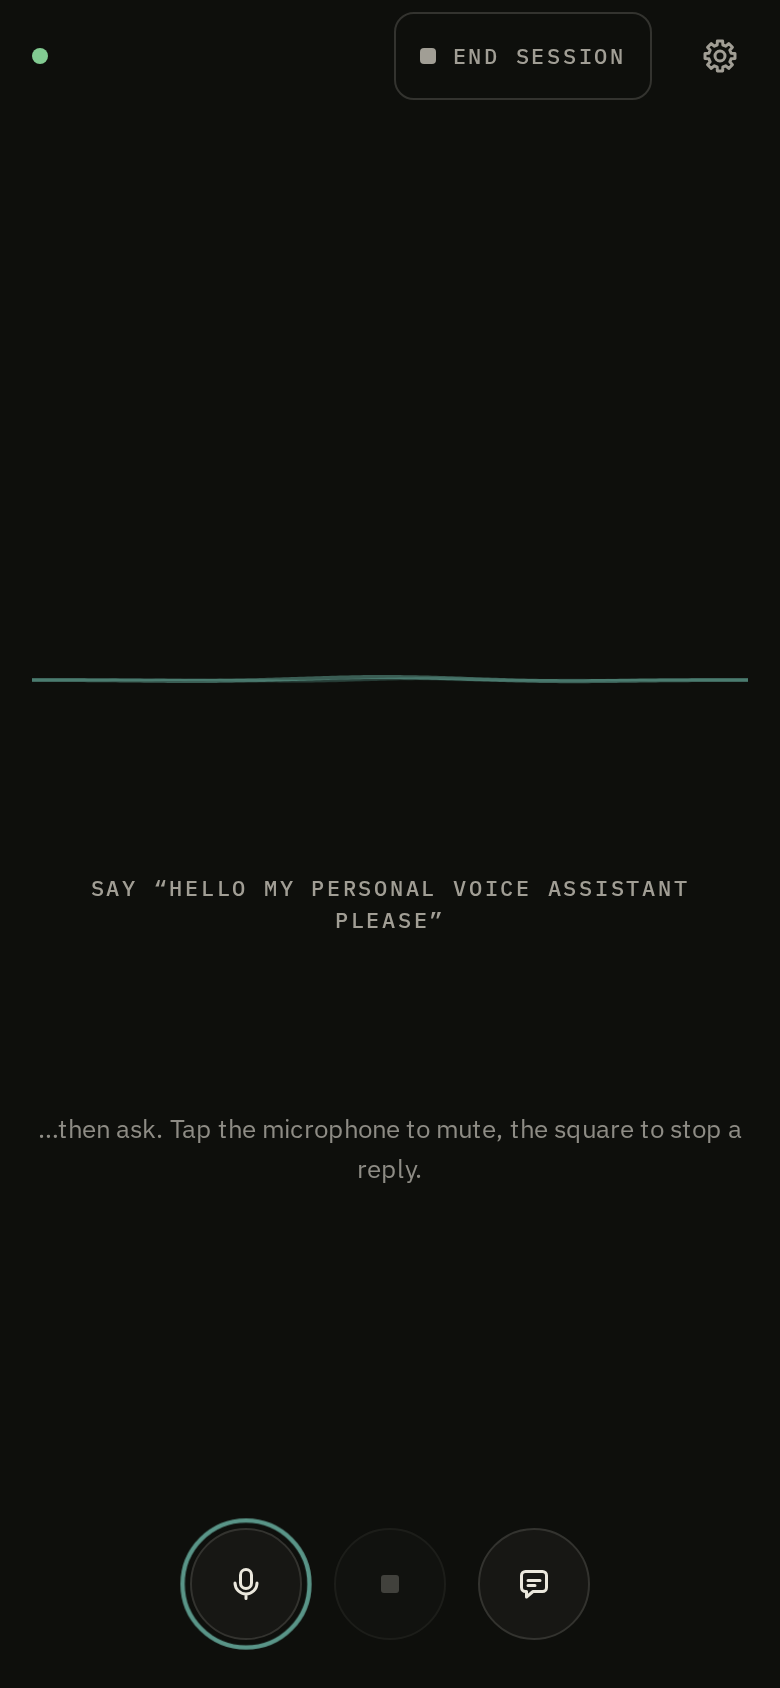 END SESSION
SAY “HELLO MY PERSONAL VOICE ASSISTANT
PLEASE”
…then ask. Tap the microphone to mute, the square to stop a
reply.